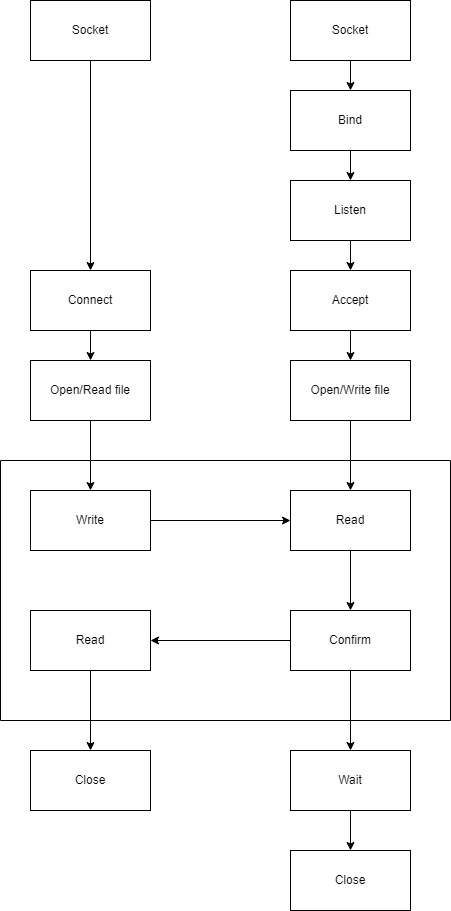 Socket
Socket
Bind
Listen
Connect
Accept
Open/Read file
Open/Write file
Write
Read
Read
Confirm
Close
Wait
Close